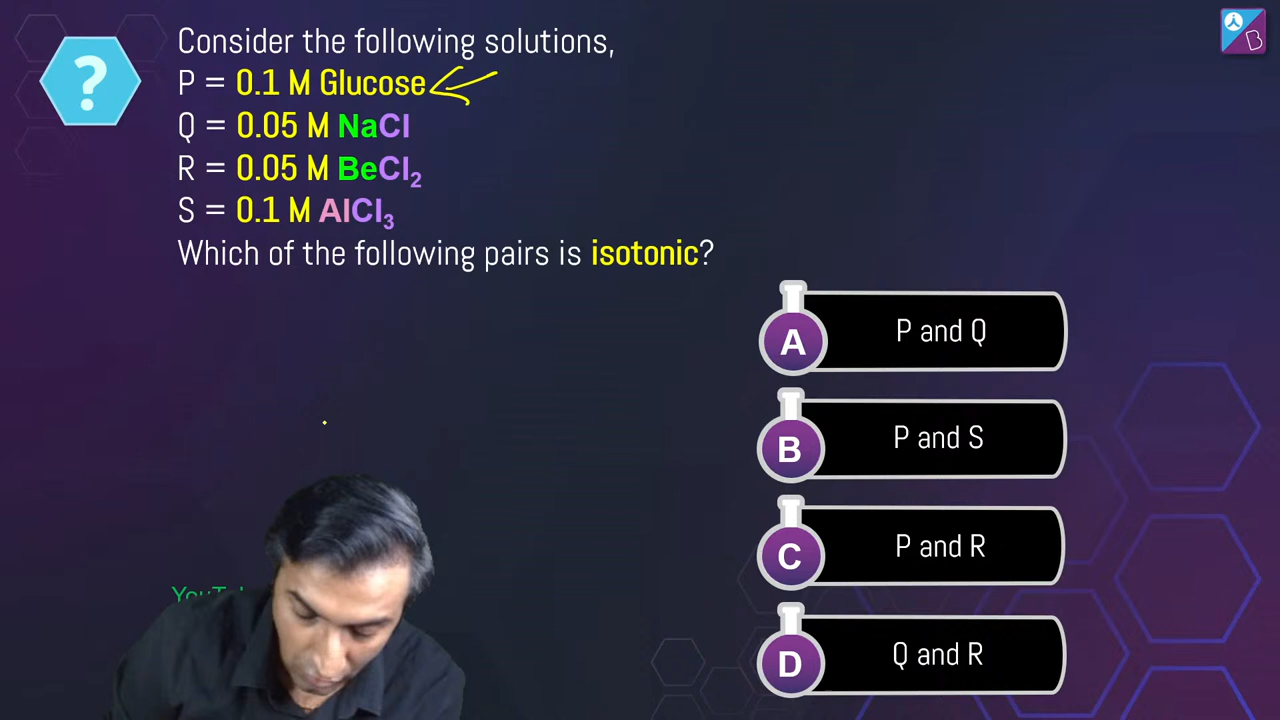 ?
Consider the following solutions,
P = 0.1 M Glucose
Q = 0.05 M NaCl
R = 0.05 M BeCl₂
S = 0.1 M AlCl₃
Which of the following pairs is isotonic?
A P and Q
B P and S
C P and R
D Q and R
B